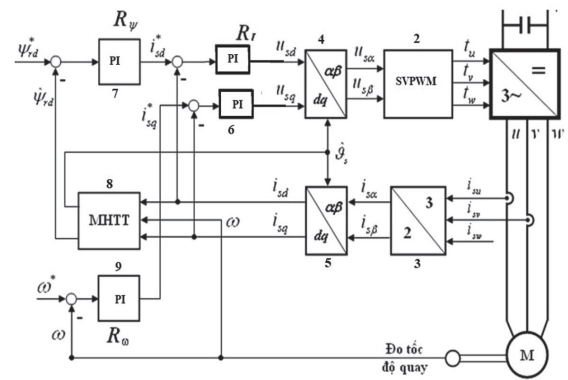 R_ψ
R_I
4
2
ψ*_rd
PI
i*_sd
PI
u_sd
αβ
dq
u_sα
u_sβ
SVPWM
t_u
t_v
t_w
=
3~
7
ψ̂_rd
i*_sq
PI
u_sq
6
u v w
ϑ̂_s
8
MHTT
i_sd
i_sq
ω
αβ
dq
5
i_sα
i_sβ
3
2
3
i_su
i_sv
i_sw
9
ω*
PI
ω
R_ω
Đo tốc
độ quay
M